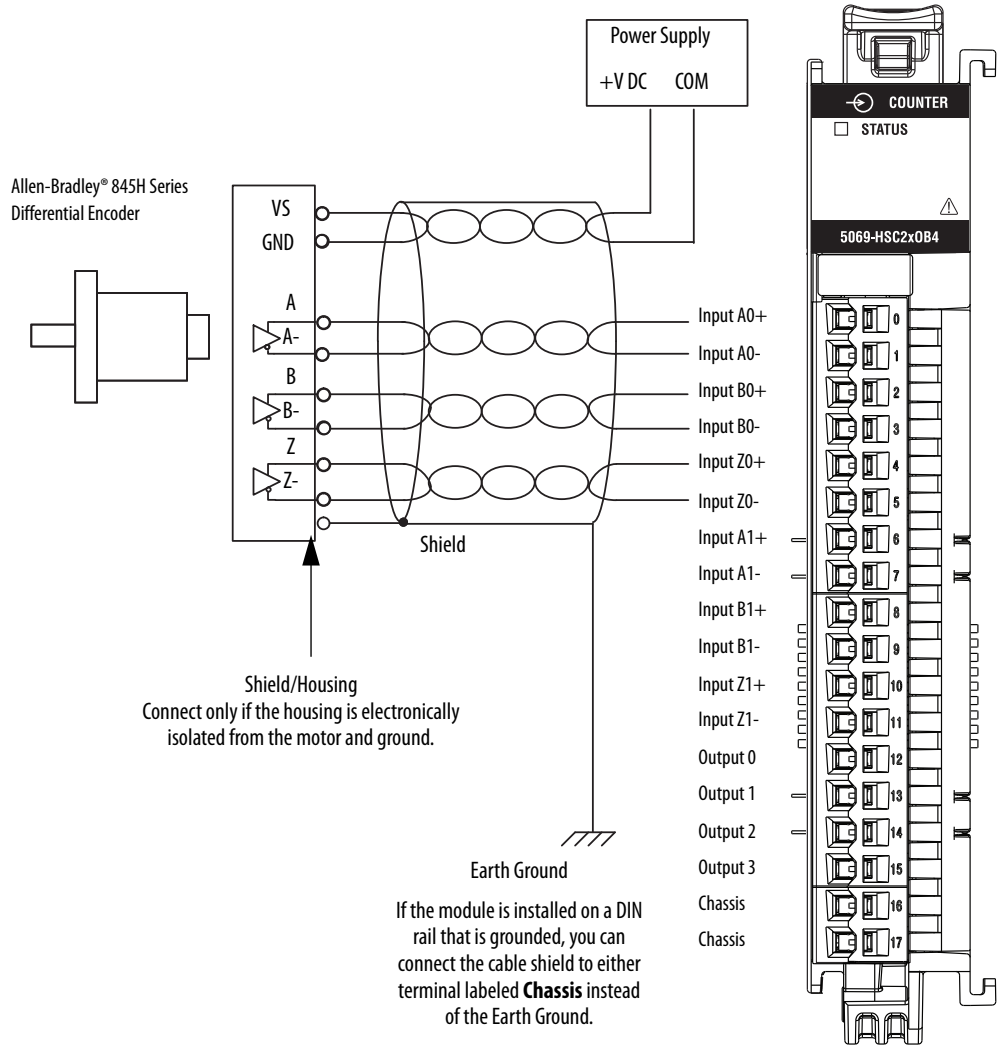 Power Supply
+V DC COM
COUNTER
STATUS
Allen-Bradley® 845H Series
Differential Encoder
VS
GND
5069-HSC2xOB4
A
A-
B
B-
Z
Z-
Input A0+
0
Input A0-
1
Input B0+
2
Input B0-
3
Input Z0+
4
Input Z0-
5
Input A1+
6
Shield
Input A1-
7
Input B1+
8
Input B1-
9
Input Z1+
10
Input Z1-
11
Shield/Housing
Connect only if the housing is electronically
isolated from the motor and ground.
Output 0
12
Output 1
13
Output 2
14
Output 3
15
Chassis
16
Chassis
17
Earth Ground
If the module is installed on a DIN
rail that is grounded, you can
connect the cable shield to either
terminal labeled Chassis instead
of the Earth Ground.